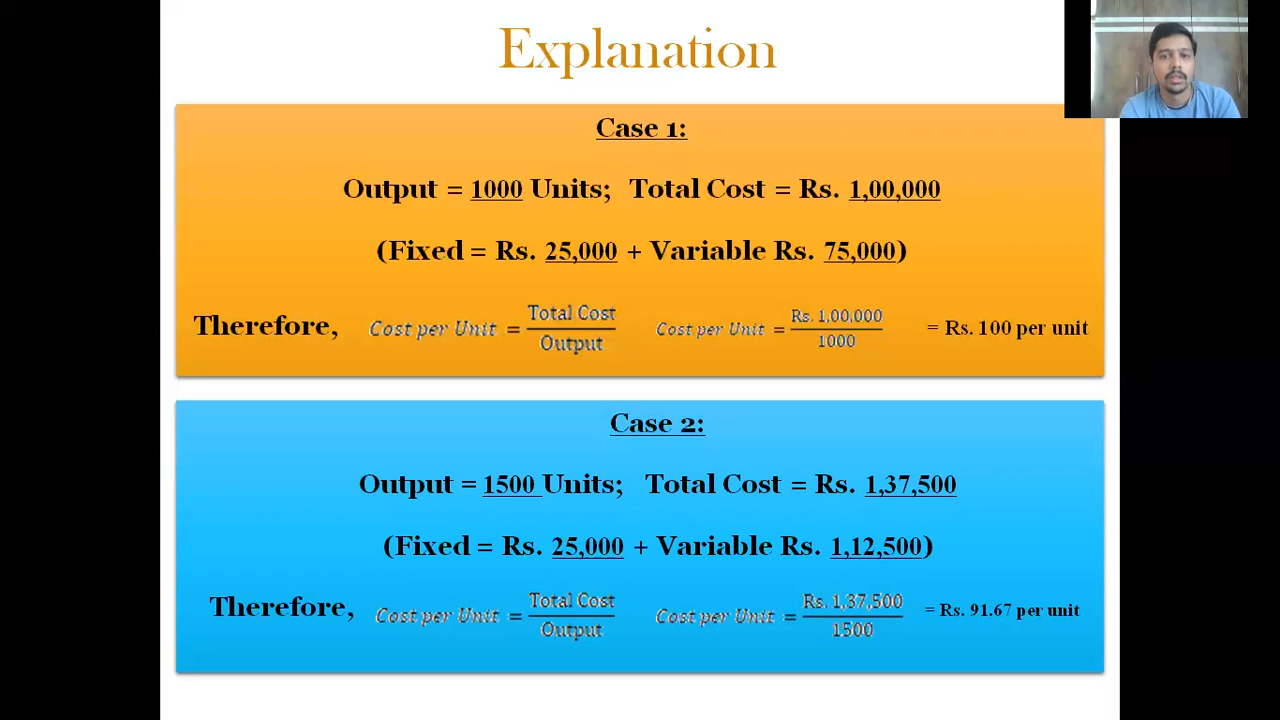 Explanation
Case 1:
Output = 1000 Units; Total Cost = Rs. 1,00,000
(Fixed = Rs. 25,000 + Variable Rs. 75,000)
Therefore, Cost per Unit = Total Cost / Output Cost per Unit = Rs. 1,00,000 / 1000 = Rs. 100 per unit
Case 2:
Output = 1500 Units; Total Cost = Rs. 1,37,500
(Fixed = Rs. 25,000 + Variable Rs. 1,12,500)
Therefore, Cost per Unit = Total Cost / Output Cost per Unit = Rs. 1,37,500 / 1500 = Rs. 91.67 per unit